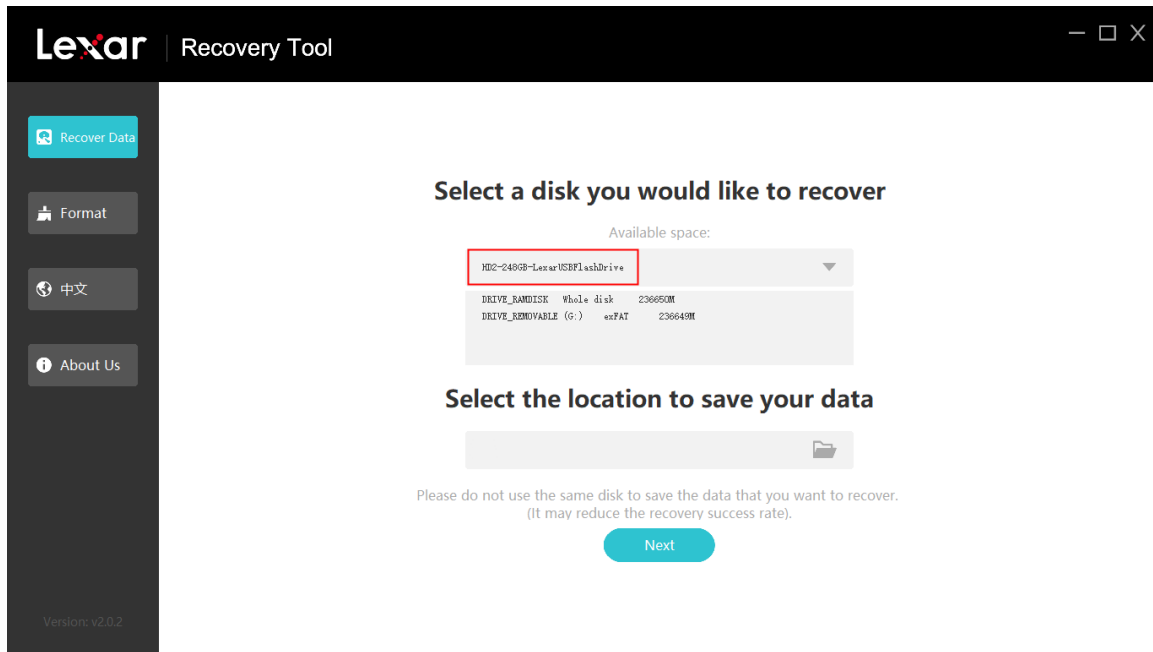 Lexar Recovery Tool
Recover Data
Format
中文
About Us
Version: v2.0.2
Select a disk you would like to recover
Available space:
HD2-248GB-LexarUSBFlashDrive
DRIVE_RAMDISK Whole disk 236650M
DRIVE_REMOVABLE (G:) exFAT 236649M
Select the location to save your data
Please do not use the same disk to save the data that you want to recover.
(It may reduce the recovery success rate).
Next